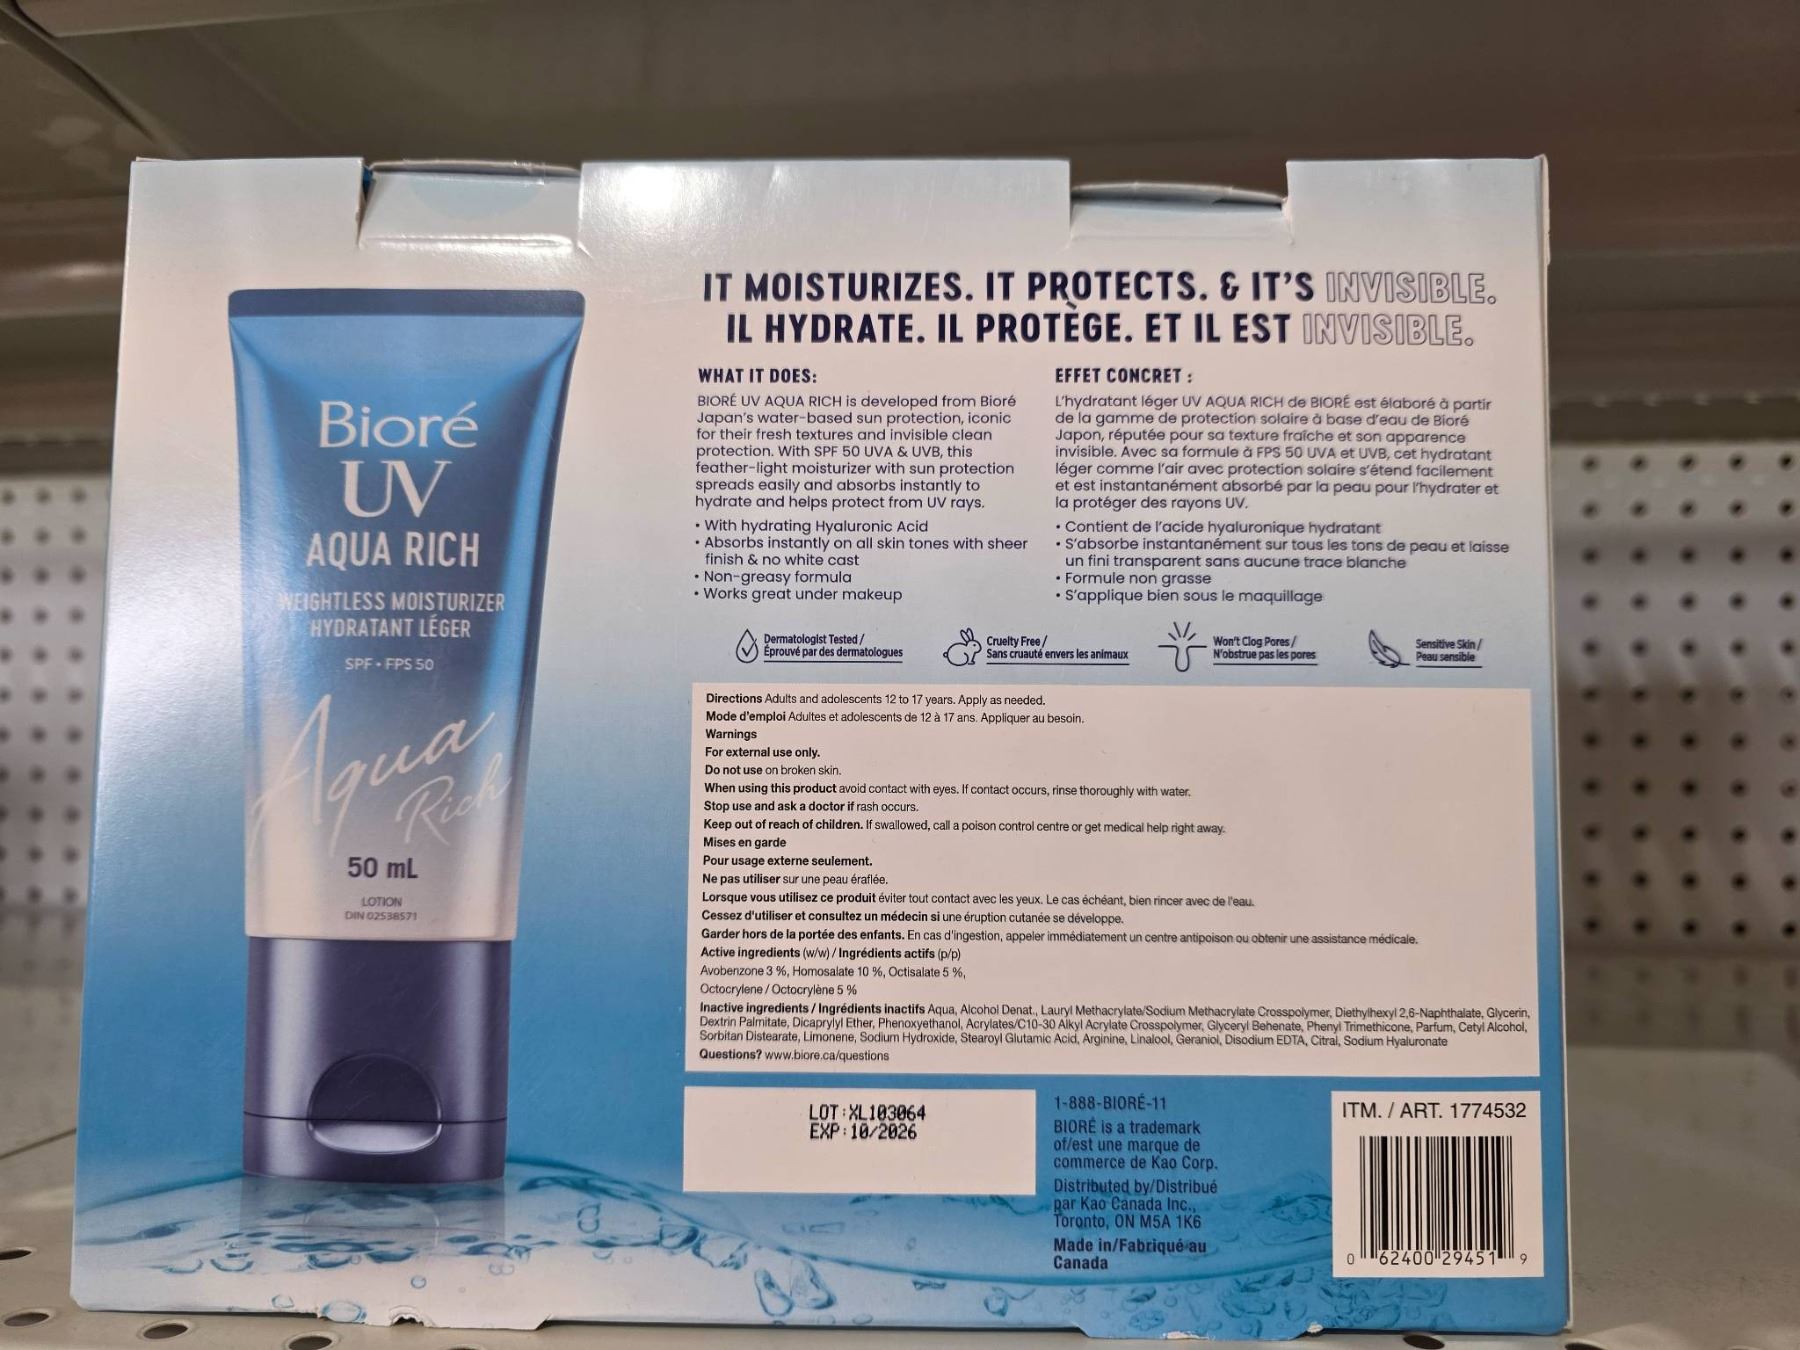 Bioré
UV
AQUA RICH
WEIGHTLESS MOISTURIZER
HYDRATANT LÉGER
SPF • FPS 50
Aqua
Rich
50 mL
LOTION
DIN 02538571
IT MOISTURIZES. IT PROTECTS. & IT'S INVISIBLE.
IL HYDRATE. IL PROTÈGE. ET IL EST INVISIBLE.
WHAT IT DOES:
BIORÉ UV AQUA RICH is developed from Bioré
Japan's water-based sun protection, iconic
for their fresh textures and invisible clean
protection. With SPF 50 UVA & UVB, this
feather-light moisturizer with sun protection
spreads easily and absorbs instantly to
hydrate and helps protect from UV rays.
• With hydrating Hyaluronic Acid
• Absorbs instantly on all skin tones with sheer
finish & no white cast
• Non-greasy formula
• Works great under makeup
EFFET CONCRET :
L'hydratant léger UV AQUA RICH de BIORÉ est élaboré à partir
de la gamme de protection solaire à base d'eau de Bioré
Japon, réputée pour sa texture fraîche et son apparence
invisible. Avec sa formule à FPS 50 UVA et UVB, cet hydratant
léger comme l'air avec protection solaire s'étend facilement
et est instantanément absorbé par la peau pour l'hydrater et
la protéger des rayons UV.
• Contient de l'acide hyaluronique hydratant
• S'absorbe instantanément sur tous les tons de peau et laisse
un fini transparent sans aucune trace blanche
• Formule non grasse
• S'applique bien sous le maquillage
Dermatologist Tested /
Éprouvé par des dermatologues
Cruelty Free /
Sans cruauté envers les animaux
Won't Clog Pores /
N'obstrue pas les pores
Sensitive Skin /
Peau sensible
Directions Adults and adolescents 12 to 17 years. Apply as needed.
Mode d'emploi Adultes et adolescents de 12 à 17 ans. Appliquer au besoin.
Warnings
For external use only.
Do not use on broken skin.
When using this product avoid contact with eyes. If contact occurs, rinse thoroughly with water.
Stop use and ask a doctor if rash occurs.
Keep out of reach of children. If swallowed, call a poison control centre or get medical help right away.
Mises en garde
Pour usage externe seulement.
Ne pas utiliser sur une peau éraflée.
Lorsque vous utilisez ce produit éviter tout contact avec les yeux. Le cas échéant, bien rincer avec de l'eau.
Cessez d'utiliser et consultez un médecin si une éruption cutanée se développe.
Garder hors de la portée des enfants. En cas d'ingestion, appeler immédiatement un centre antipoison ou obtenir une assistance médicale.
Active ingredients (w/w) / Ingrédients actifs (p/p)
Avobenzone 3 %, Homosalate 10 %, Octisalate 5 %,
Octocrylene / Octocrylène 5 %
Inactive ingredients / Ingrédients inactifs Aqua, Alcohol Denat., Lauryl Methacrylate/Sodium Methacrylate Crosspolymer, Diethylhexyl 2,6-Naphthalate, Glycerin,
Dextrin Palmitate, Dicaprylyl Ether, Phenoxyethanol, Acrylates/C10-30 Alkyl Acrylate Crosspolymer, Glyceryl Behenate, Phenyl Trimethicone, Parfum, Cetyl Alcohol,
Sorbitan Distearate, Limonene, Sodium Hydroxide, Stearoyl Glutamic Acid, Arginine, Linalool, Geraniol, Disodium EDTA, Citral, Sodium Hyaluronate
Questions? www.biore.ca/questions
LOT:XL103064
EXP:10/2026
1-888-BIORÉ-11
BIORÉ is a trademark
of/est une marque de
commerce de Kao Corp.
Distributed by/Distribué
par Kao Canada Inc.,
Toronto, ON M5A 1K6
Made in/Fabriqué au
Canada
ITM. / ART. 1774532
0 62400 29451 9